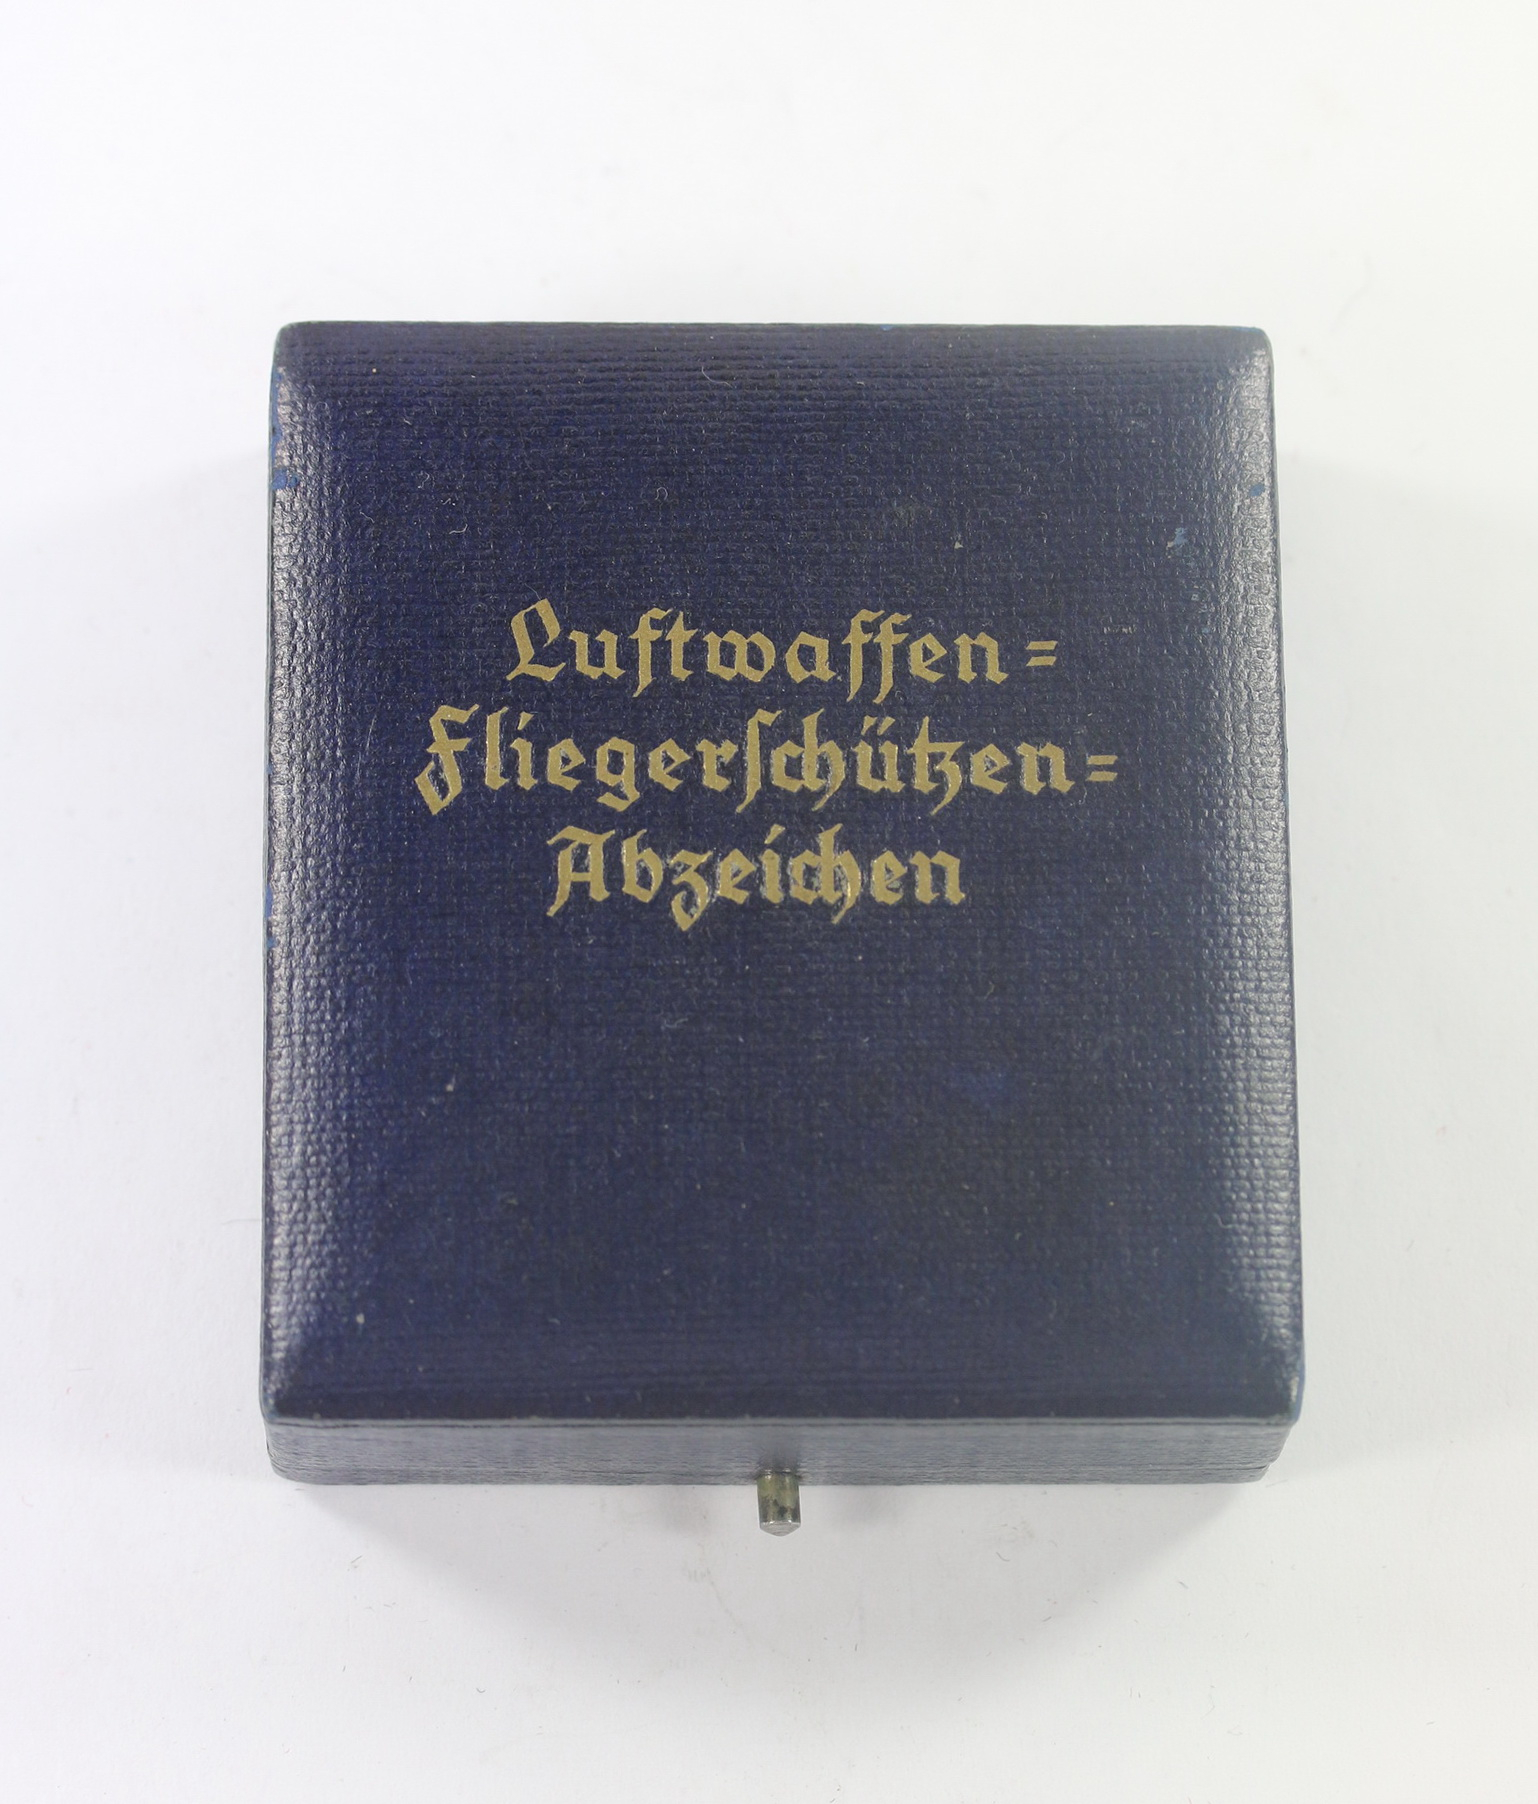 Luftwaffen=
Fliegerſchützen=
Abzeichen